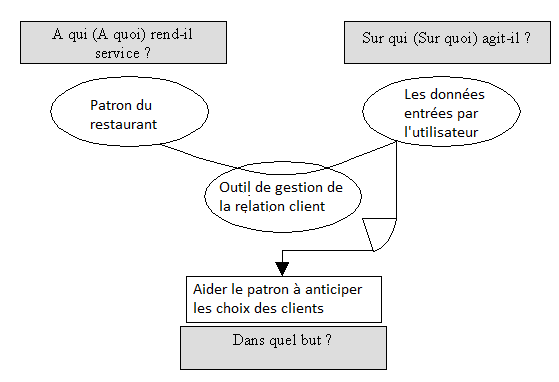 A qui (A quoi) rend-il
service ?
Sur qui (Sur quoi) agit-il ?
Patron du
restaurant
Les données
entrées par
l'utilisateur
Outil de gestion de
la relation client
Aider le patron à anticiper
les choix des clients
Dans quel but ?